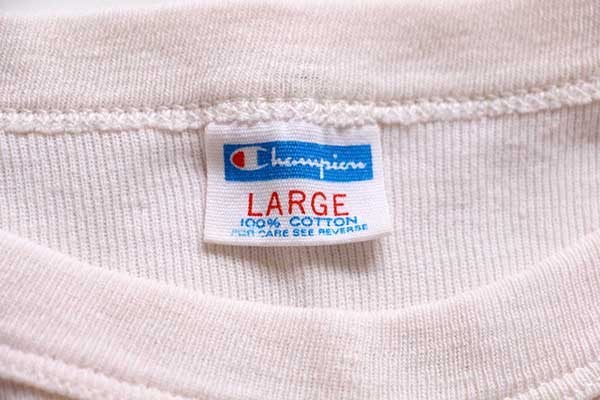 Champion
LARGE
100% COTTON
FOR CARE SEE REVERSE